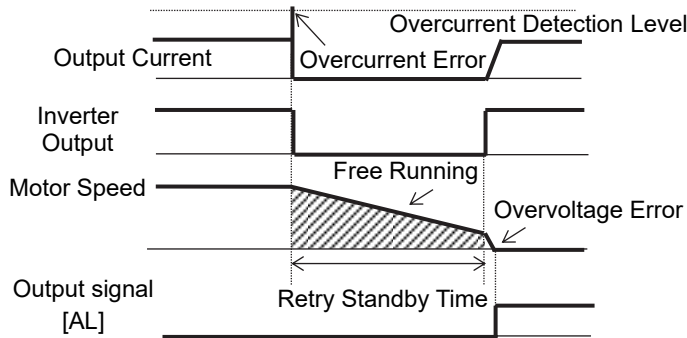 Overcurrent Detection Level
Output Current
Overcurrent Error
Inverter
Output
Free Running
Motor Speed
Overvoltage Error
Output signal
[AL]
Retry Standby Time